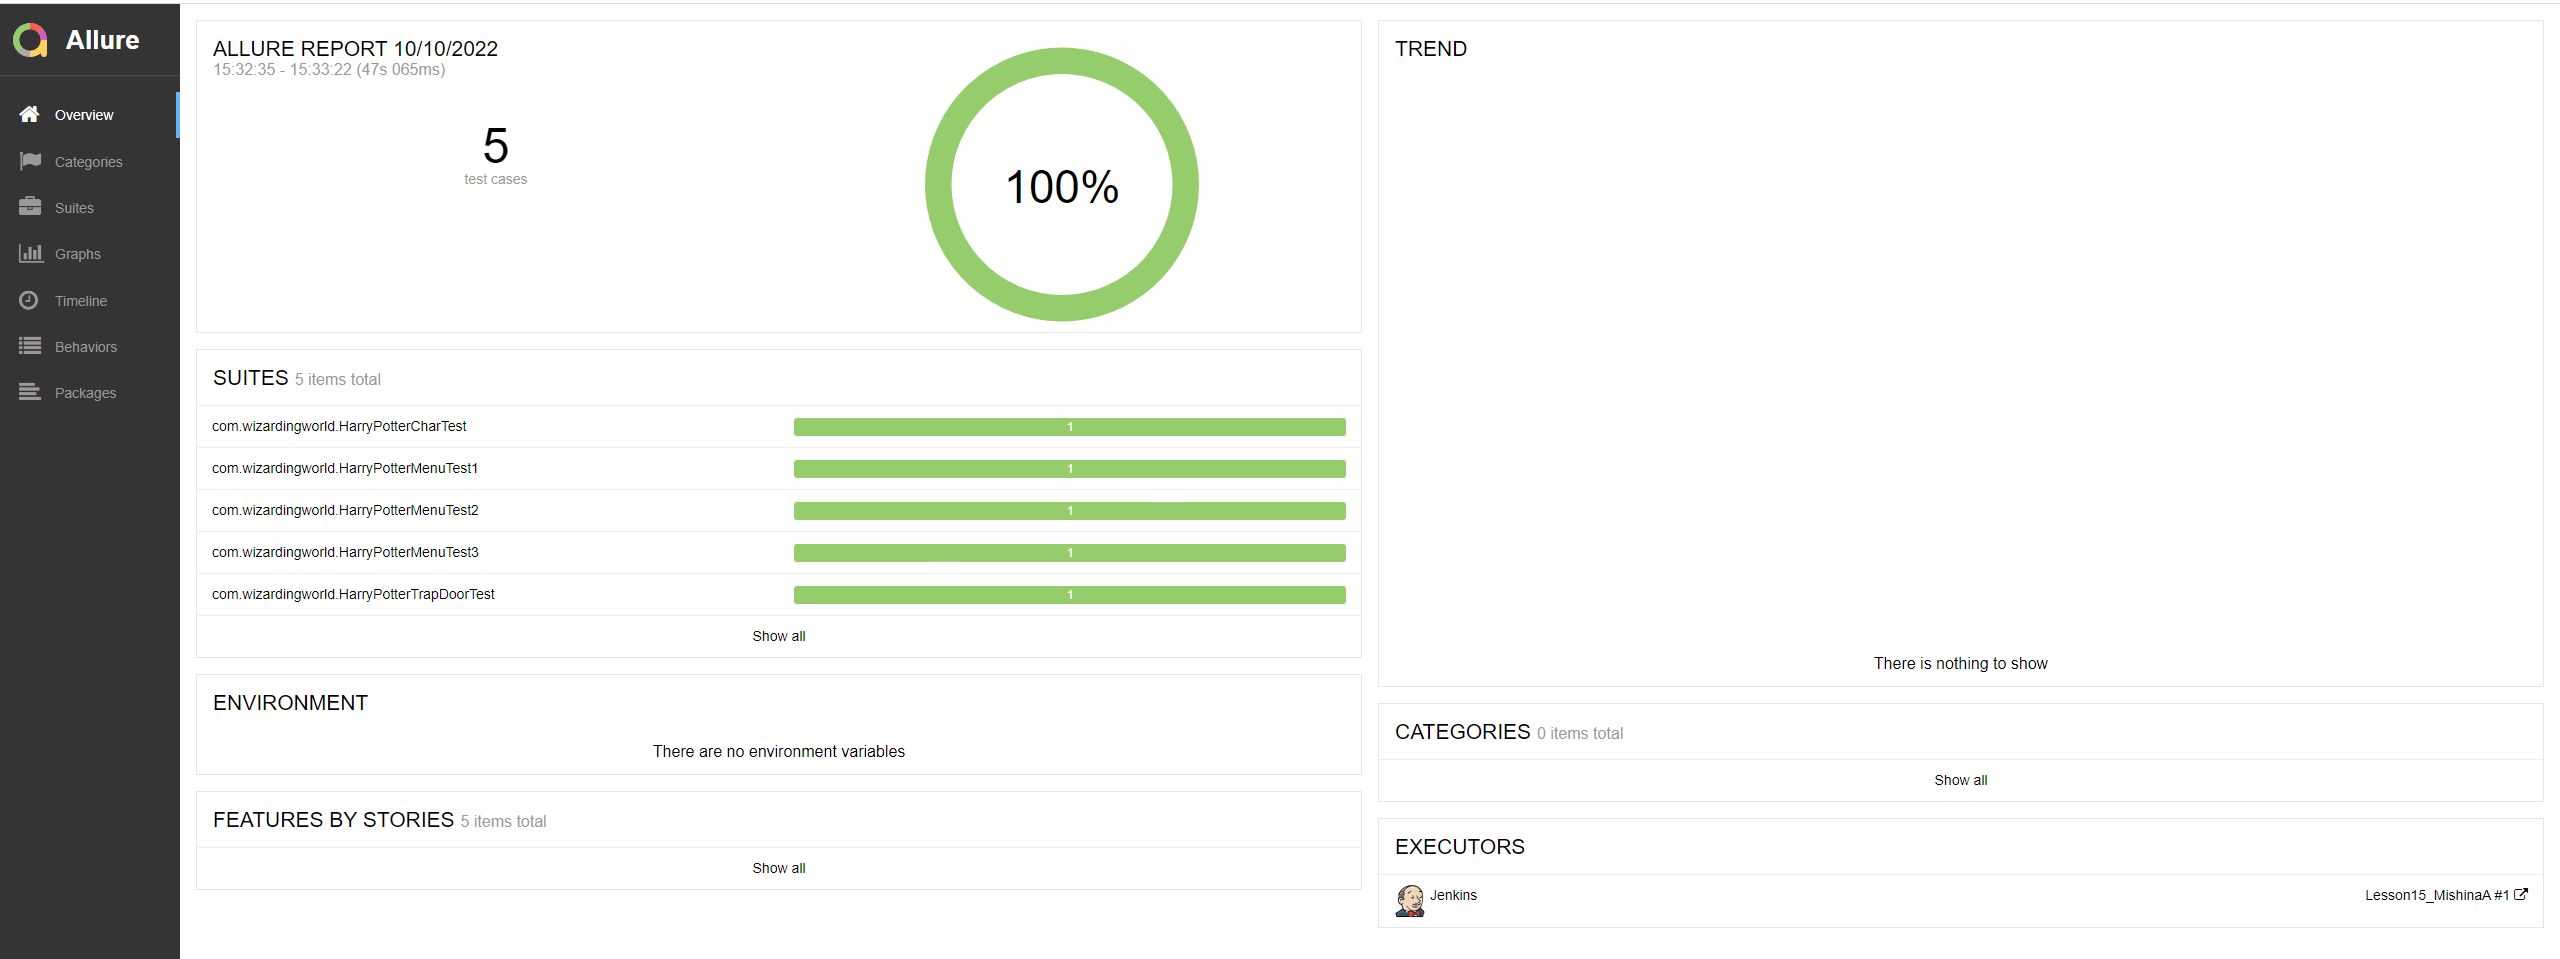 Allure
Overview
Categories
Suites
Graphs
Timeline
Behaviors
Packages
ALLURE REPORT 10/10/2022
15:32:35 - 15:33:22 (47s 065ms)
5
test cases
100%
SUITES 5 items total
com.wizardingworld.HarryPotterCharTest 1
com.wizardingworld.HarryPotterMenuTest1 1
com.wizardingworld.HarryPotterMenuTest2 1
com.wizardingworld.HarryPotterMenuTest3 1
com.wizardingworld.HarryPotterTrapDoorTest 1
Show all
ENVIRONMENT
There are no environment variables
FEATURES BY STORIES 5 items total
Show all
TREND
There is nothing to show
CATEGORIES 0 items total
Show all
EXECUTORS
Jenkins Lesson15_MishinaA #1